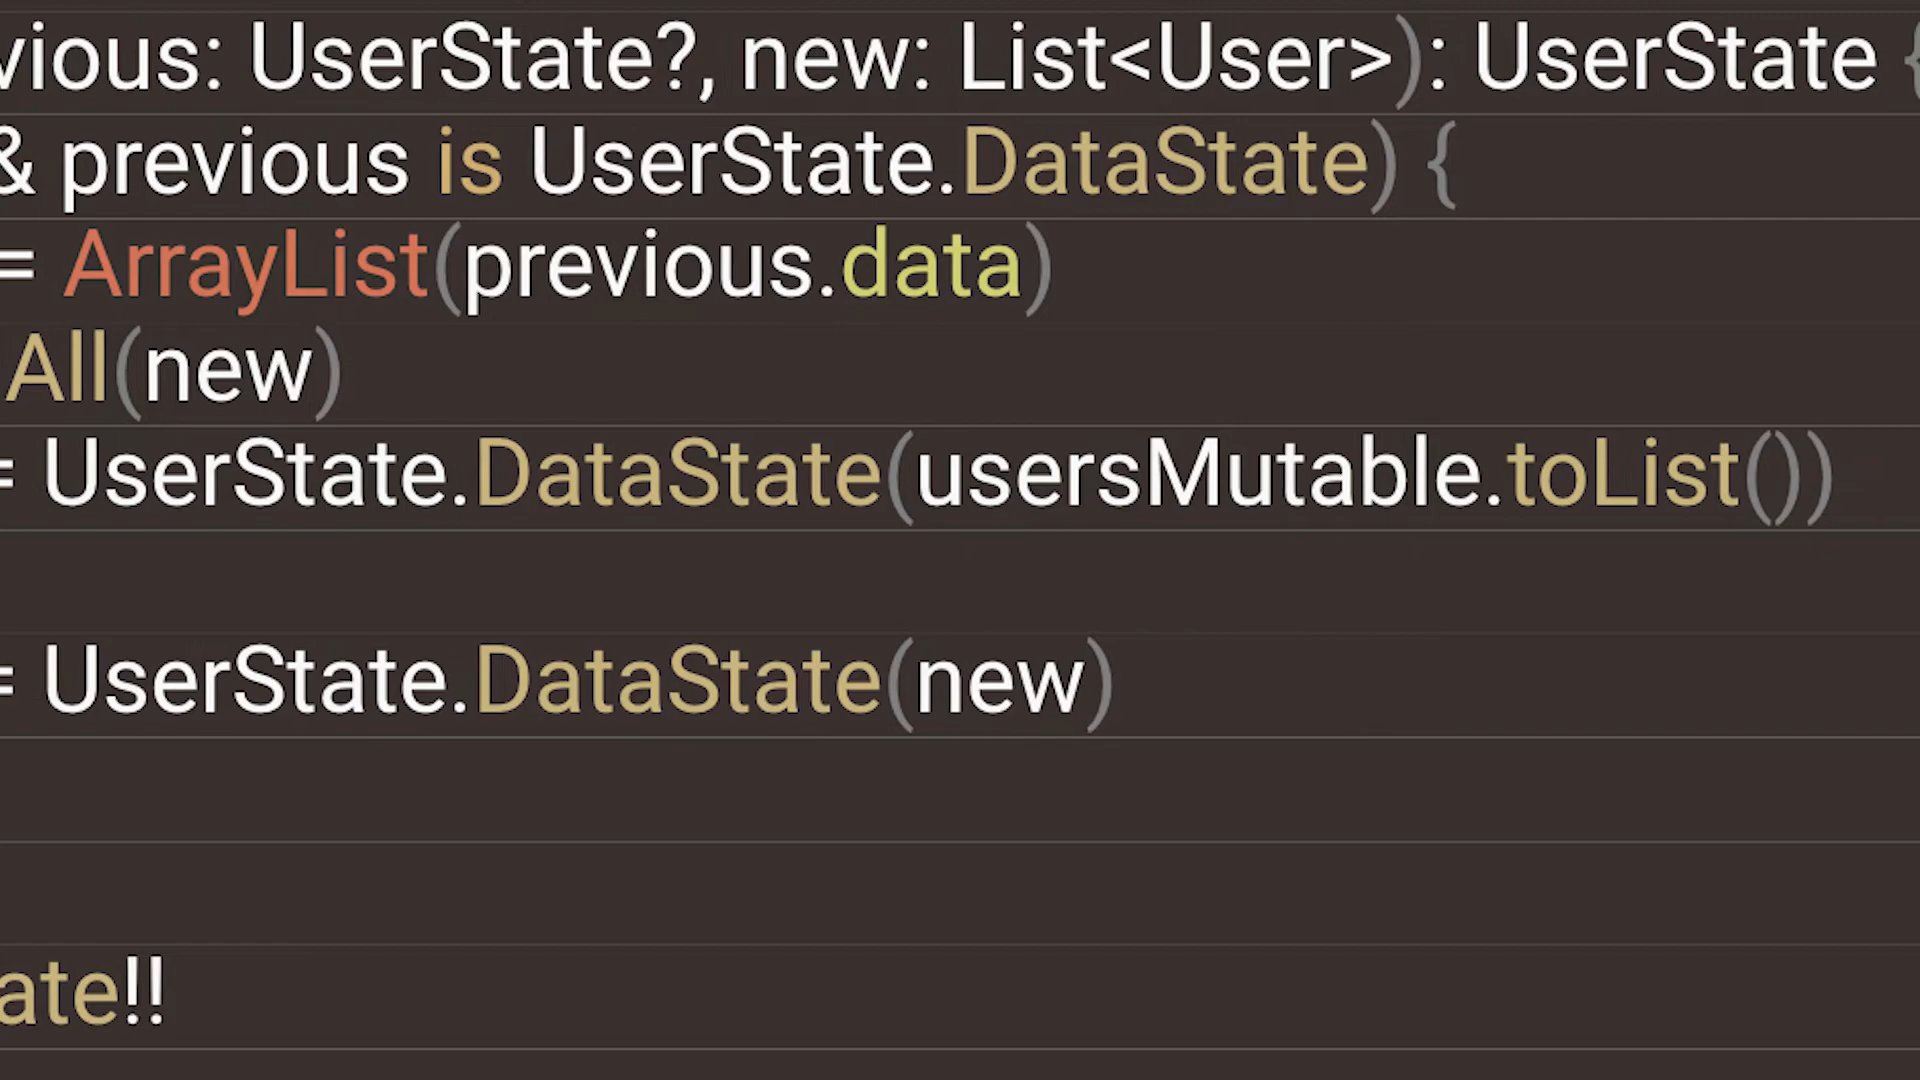 vious: UserState?, new: List<User>): UserState {
& previous is UserState.DataState) {
= ArrayList(previous.data)
All(new)
= UserState.DataState(usersMutable.toList())
= UserState.DataState(new)
ate!!